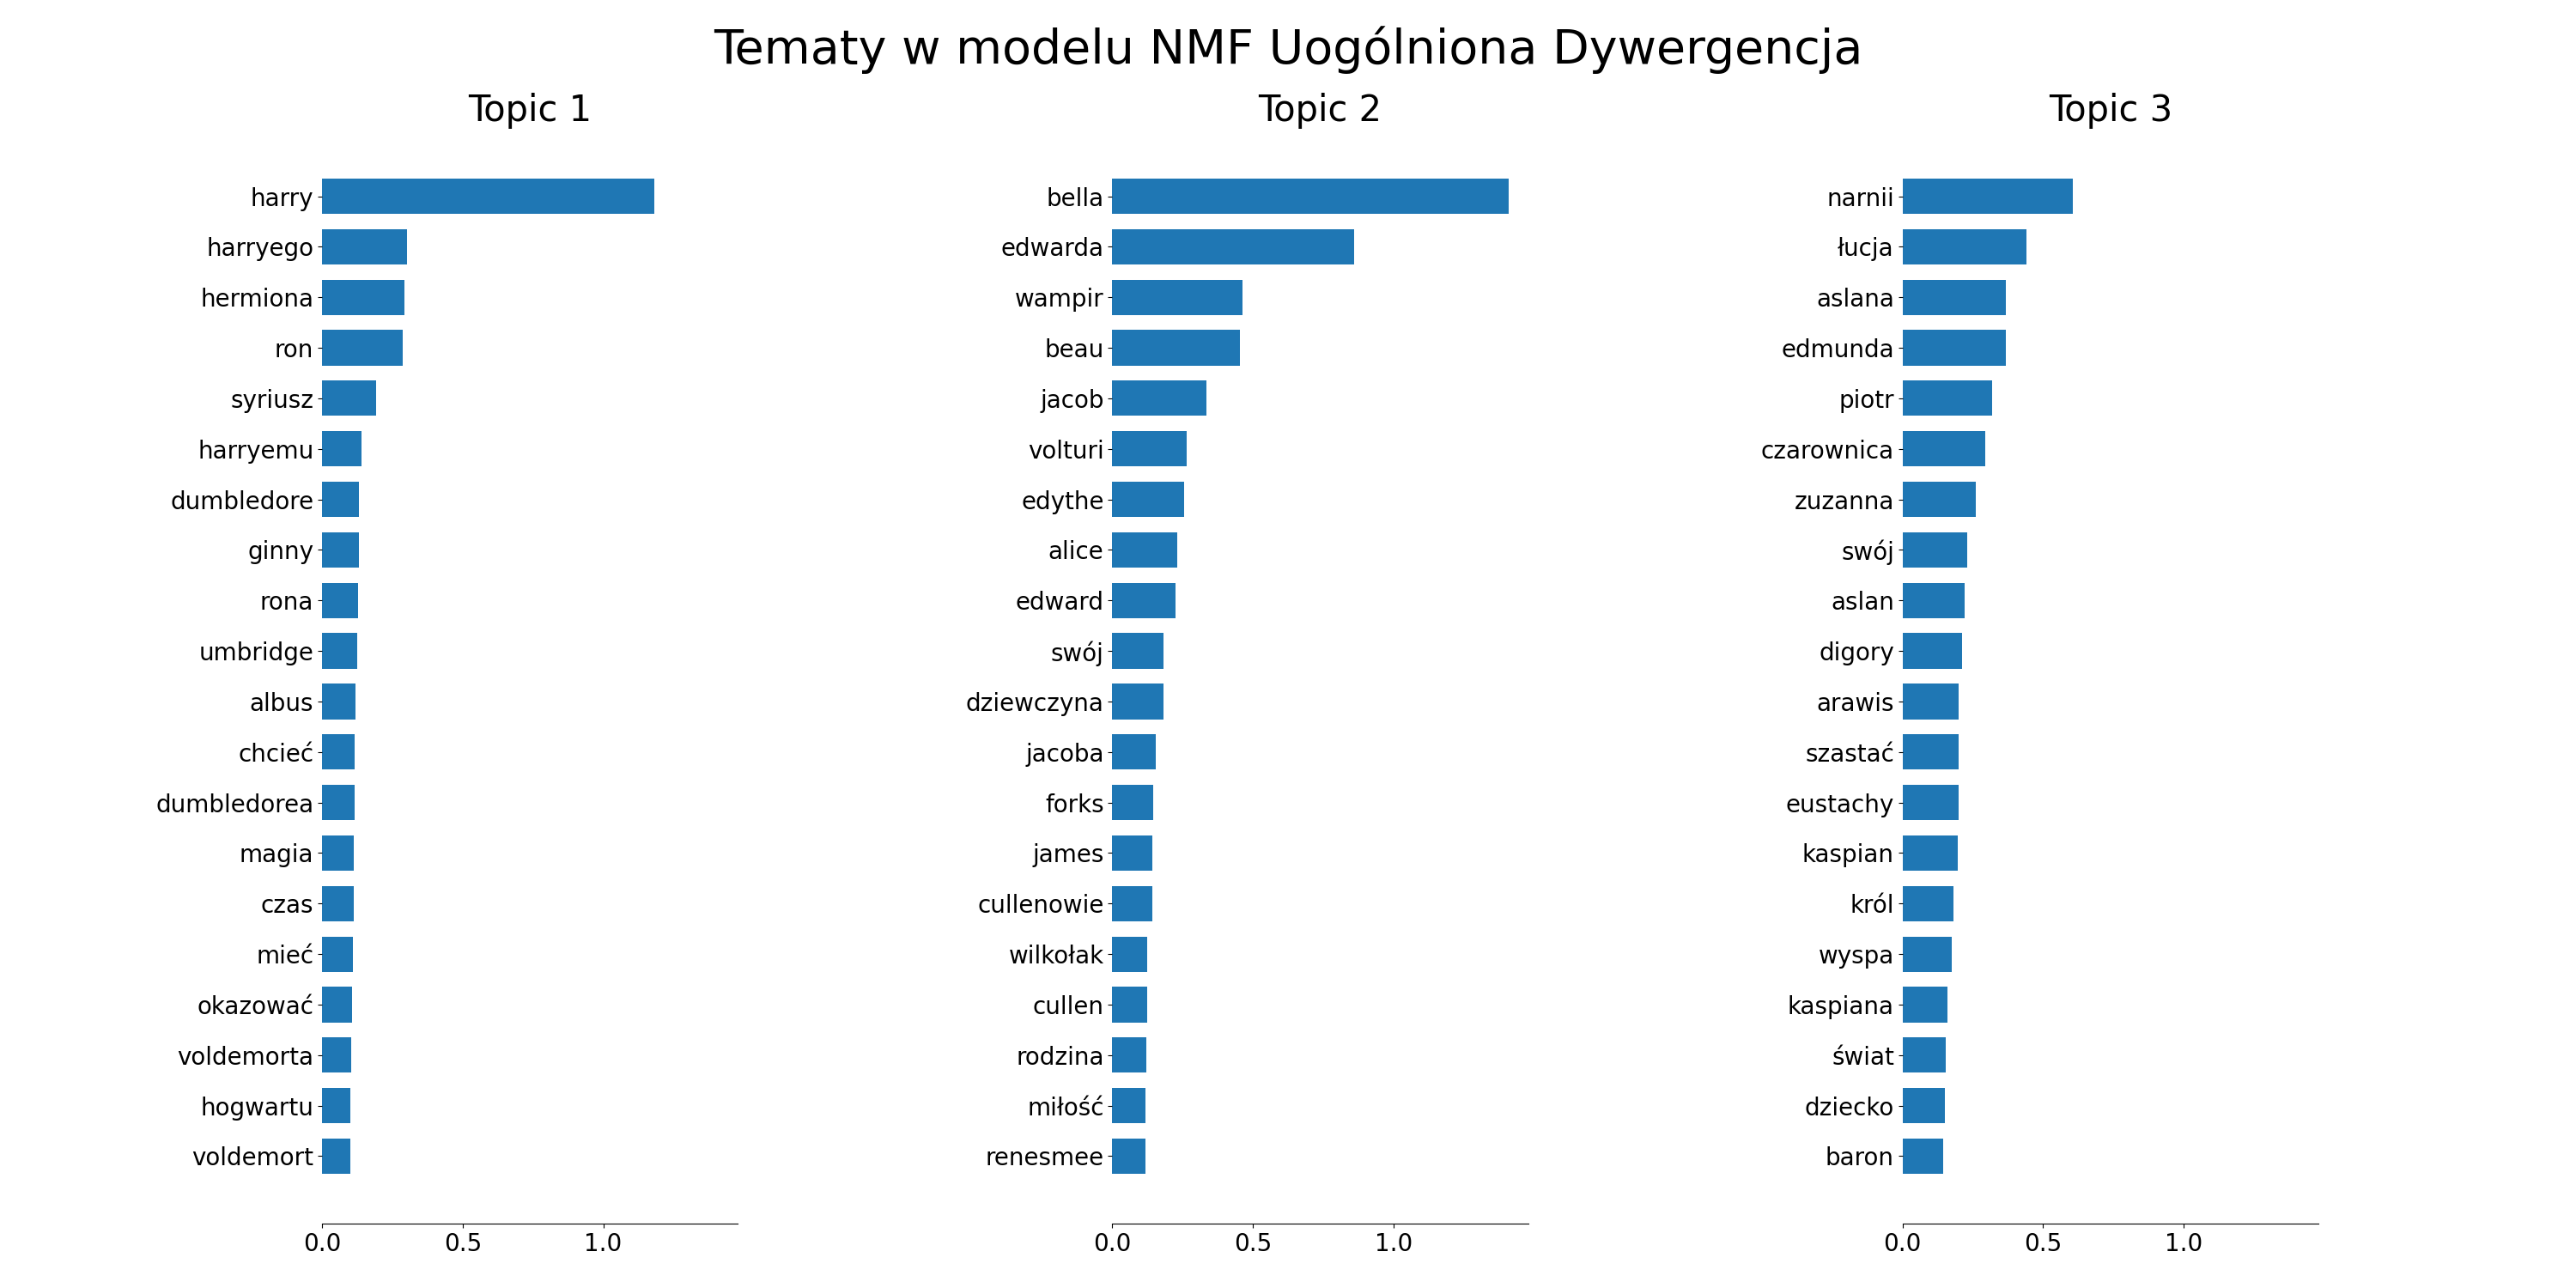 Tematy w modelu NMF Uogólniona Dywergencja
Topic 1
harry
harryego
hermiona
ron
syriusz
harryemu
dumbledore
ginny
rona
umbridge
albus
chcieć
dumbledorea
magia
czas
mieć
okazować
voldemorta
hogwartu
voldemort
0.0 0.5 1.0
Topic 2
bella
edwarda
wampir
beau
jacob
volturi
edythe
alice
edward
swój
dziewczyna
jacoba
forks
james
cullenowie
wilkołak
cullen
rodzina
miłość
renesmee
0.0 0.5 1.0
Topic 3
narnii
łucja
aslana
edmunda
piotr
czarownica
zuzanna
swój
aslan
digory
arawis
szastać
eustachy
kaspian
król
wyspa
kaspiana
świat
dziecko
baron
0.0 0.5 1.0